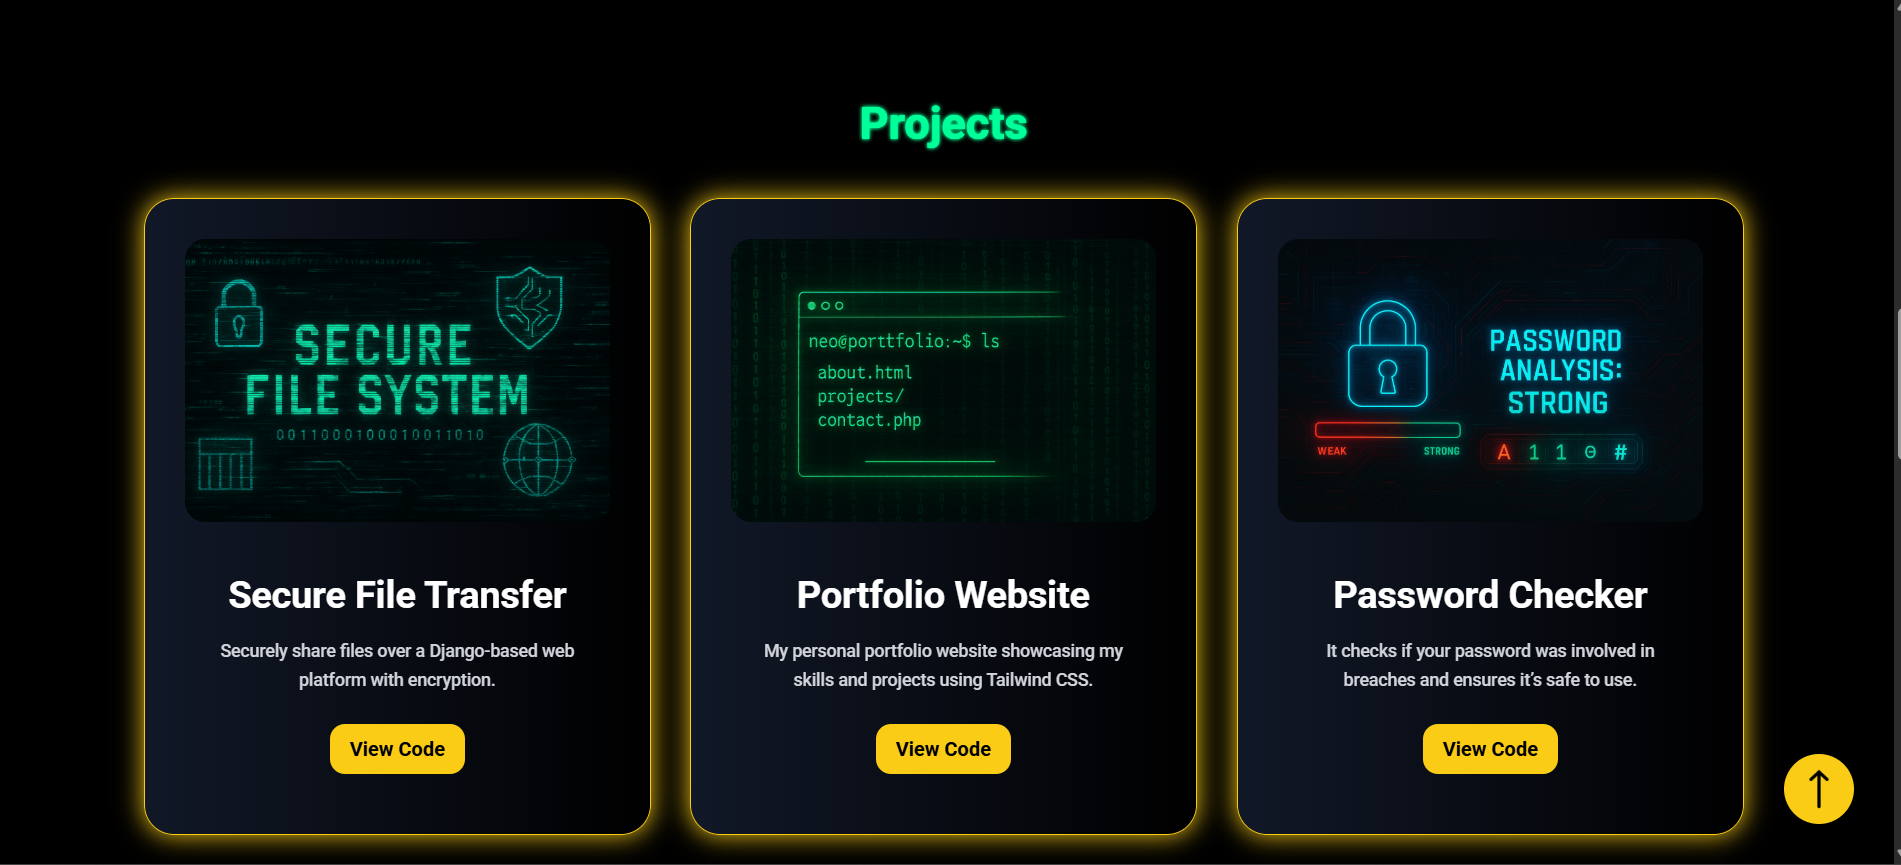 Projects
SECURE
FILE SYSTEM
0011000100010011010
Secure File Transfer
Securely share files over a Django-based web
platform with encryption.
View Code
neo@porttfolio:~$ ls
about.html
projects/
contact.php
Portfolio Website
My personal portfolio website showcasing my
skills and projects using Tailwind CSS.
View Code
PASSWORD
ANALYSIS:
STRONG
WEAK
STRONG
A 1 1 0 #
Password Checker
It checks if your password was involved in
breaches and ensures it’s safe to use.
View Code